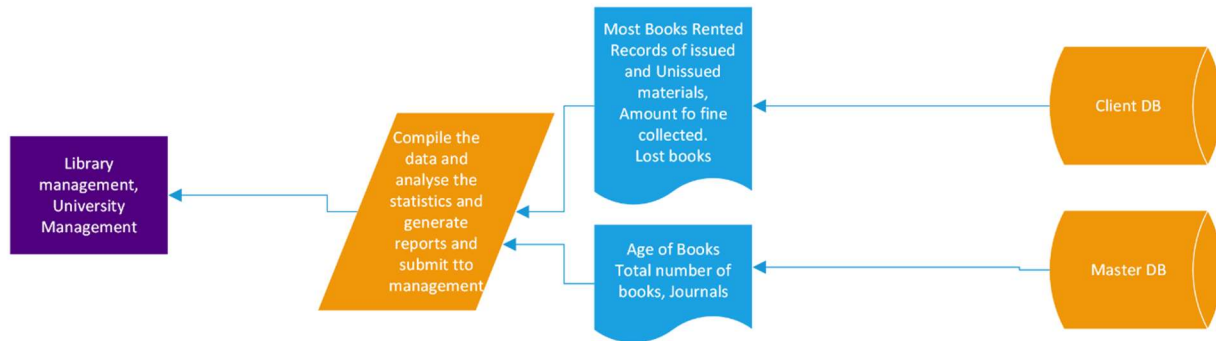 Library
management,
University
Management
Compile the
data and
analyse the
statistics and
generate
reports and
submit tto
management
Most Books Rented
Records of issued
and Unissued
materials,
Amount fo fine
collected.
Lost books
Age of Books
Total number of
books, Journals
Client DB
Master DB